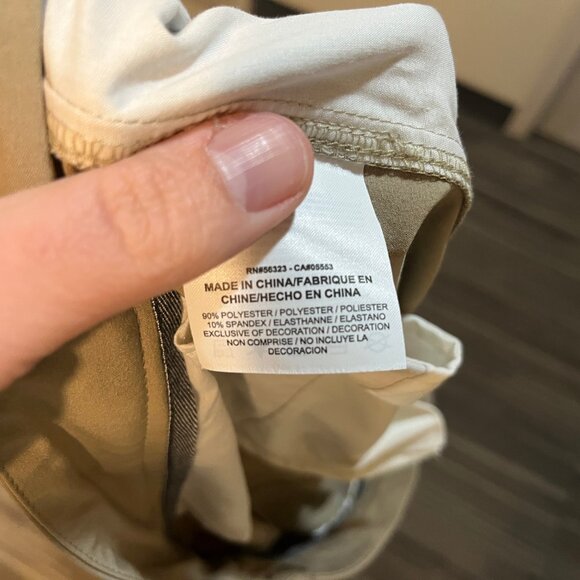 RN#56323 - CA#05553
MADE IN CHINA/FABRIQUE EN
CHINE/HECHO EN CHINA
90% POLYESTER / POLYESTER / POLIESTER
10% SPANDEX / ELASTHANNE / ELASTANO
EXCLUSIVE OF DECORATION / DECORATION
NON COMPRISE / NO INCLUYE LA
DECORACION